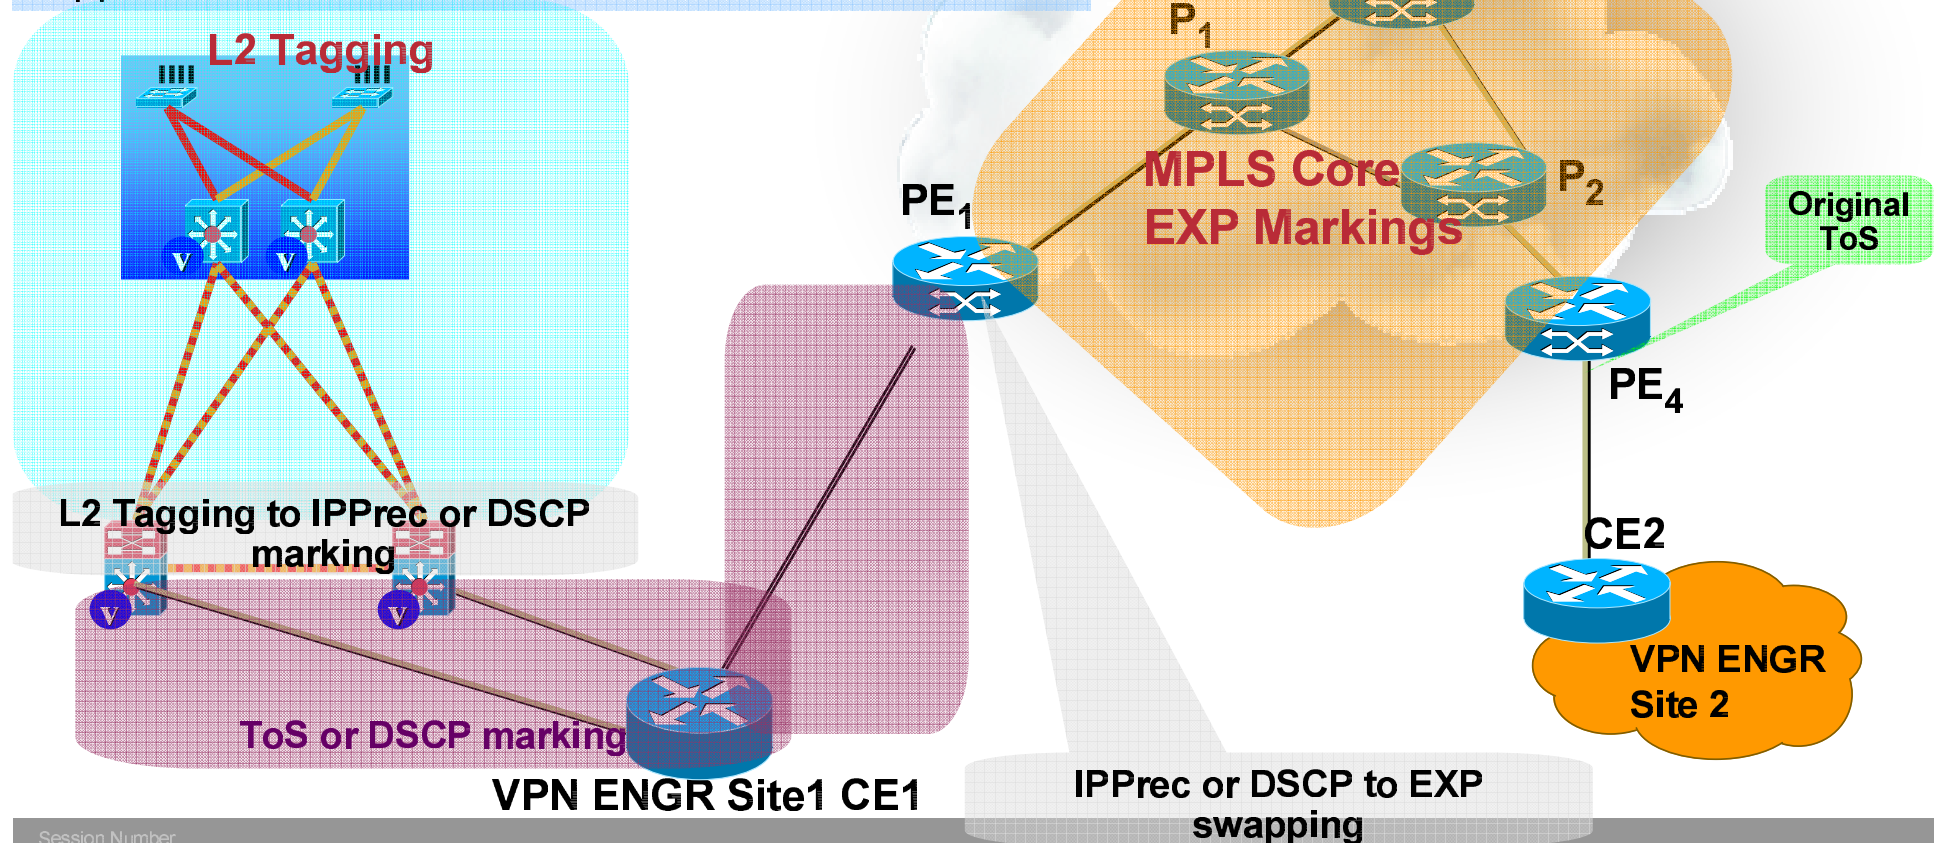 L2 Tagging
P1
MPLS Core
EXP Markings
P2
PE1
Original
ToS
PE4
L2 Tagging to IPPrec or DSCP
marking
V
V
V
V
CE2
VPN ENGR
Site 2
ToS or DSCP marking
VPN ENGR Site1 CE1
IPPrec or DSCP to EXP
swapping
Session Number